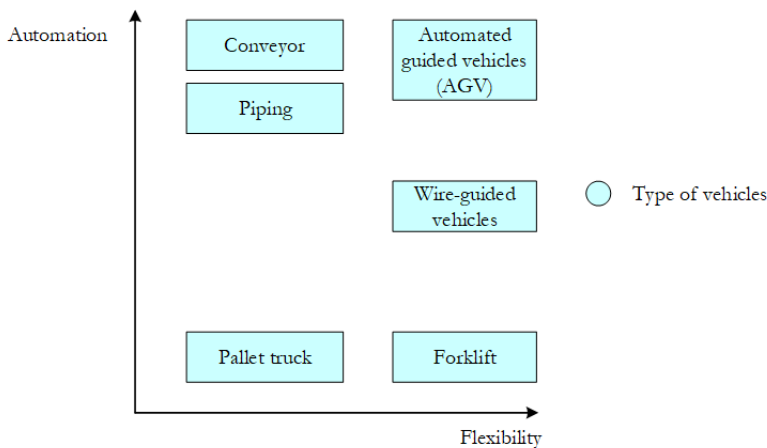 Automation
Conveyor
Automated
guided vehicles
(AGV)
Piping
Wire-guided
vehicles
Type of vehicles
Pallet truck
Forklift
Flexibility